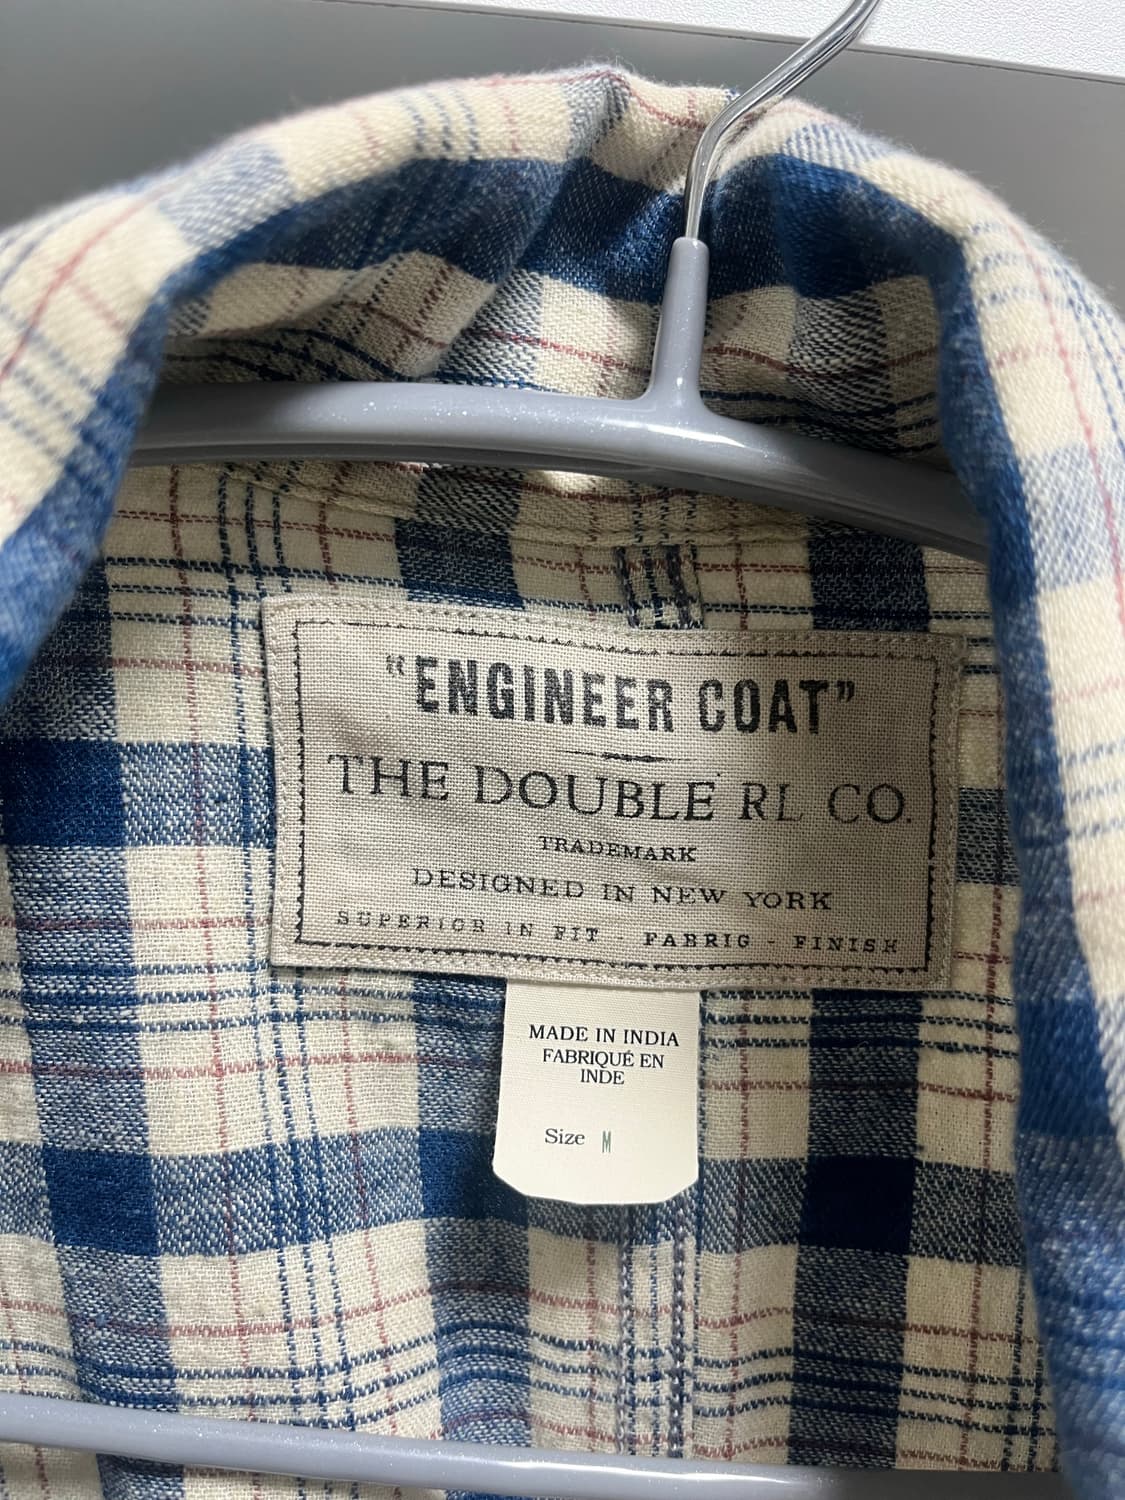 "ENGINEER COAT"
THE DOUBLE RL CO.
TRADEMARK
DESIGNED IN NEW YORK
SUPERIOR IN FIT - FABRIC - FINISH
MADE IN INDIA
FABRIQUÉ EN
INDE
Size M